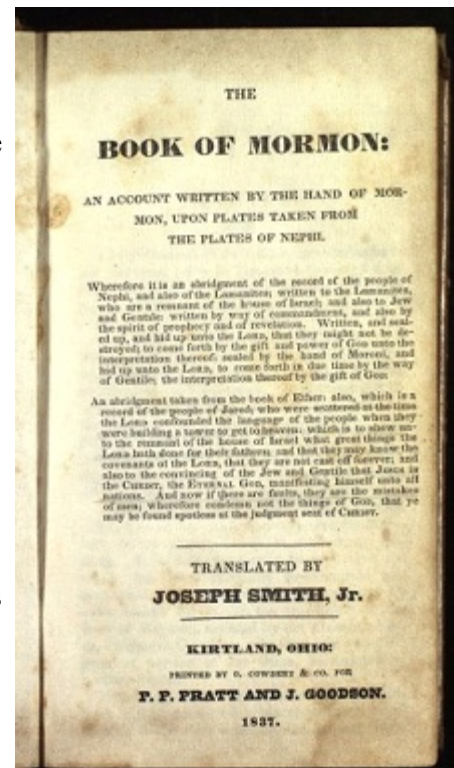 THE
BOOK OF MORMON:
AN ACCOUNT WRITTEN BY THE HAND OF MOR-
MON, UPON PLATES TAKEN FROM
THE PLATES OF NEPHI.
Wherefore it is an abridgment of the record of the people of
Nephi, and also of the Lamanites; written to the Lamanites,
who are a remnant of the house of Israel; and also to Jew
and Gentile: written by way of commandment, and also by
the spirit of prophecy and of revelation. Written, and seal-
ed up, and hid up unto the LORD, that they might not be de-
stroyed; to come forth by the gift and power of GOD unto the
interpretation thereof: sealed by the hand of Moroni, and
hid up unto the LORD, to come forth in due time by the way
of Gentile; the interpretation thereof by the gift of GOD:
An abridgment taken from the book of Ether: also, which is a
record of the people of Jared; who were scattered at the time
the LORD confounded the language of the people when they
were building a tower to get to heaven: which is to shew un-
to the remnant of the house of Israel what great things the
LORD hath done for their fathers; and that they may know the
covenants of the LORD, that they are not cast off forever; and
also to the convincing of the Jew and Gentile that JESUS is
the CHRIST, the ETERNAL GOD, manifesting himself unto all
nations. And now if there are faults, they are the mistakes
of men; wherefore condemn not the things of GOD, that ye
may be found spotless at the judgment seat of CHRIST.
TRANSLATED BY
JOSEPH SMITH, Jr.
KIRTLAND, OHIO:
PRINTED BY O. COWDERY & CO. FOR
P. P. PRATT AND J. GOODSON.
1837.